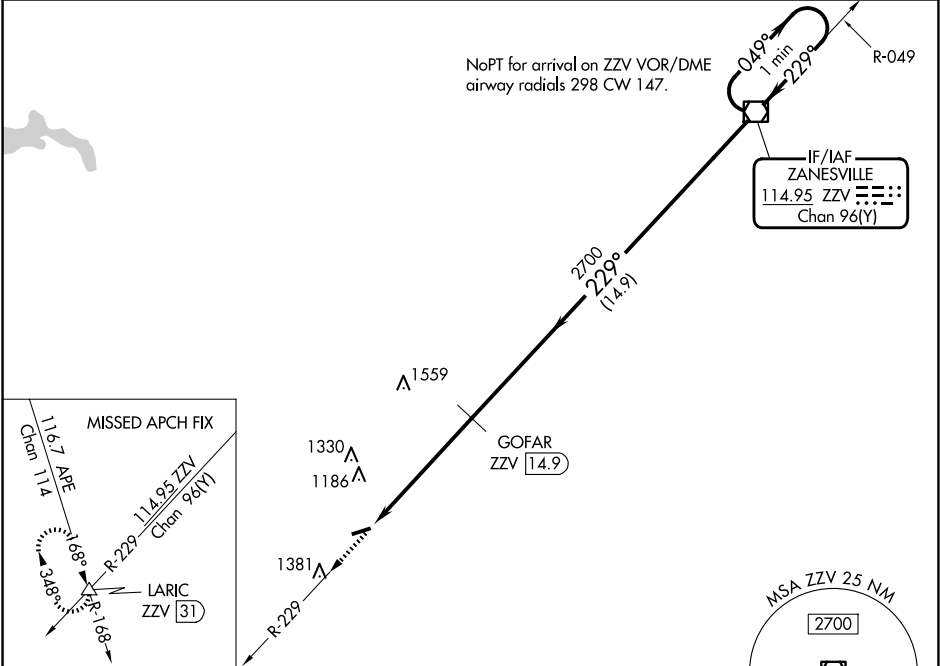 NoPT for arrival on ZZV VOR/DME
airway radials 298 CW 147.
049°
1 min
229°
R-049
IF/IAF
ZANESVILLE
114.95 ZZV
Chan 96(Y)
2700
229°
(14.9)
1559
GOFAR
ZZV 14.9
1330
1186
1381
R-229
MISSED APCH FIX
116.7 APE
Chan 114
114.95 ZZV
Chan 96(Y)
R-229
168°
348°
LARIC
ZZV 31
R-168
MSA ZZV 25 NM
2700